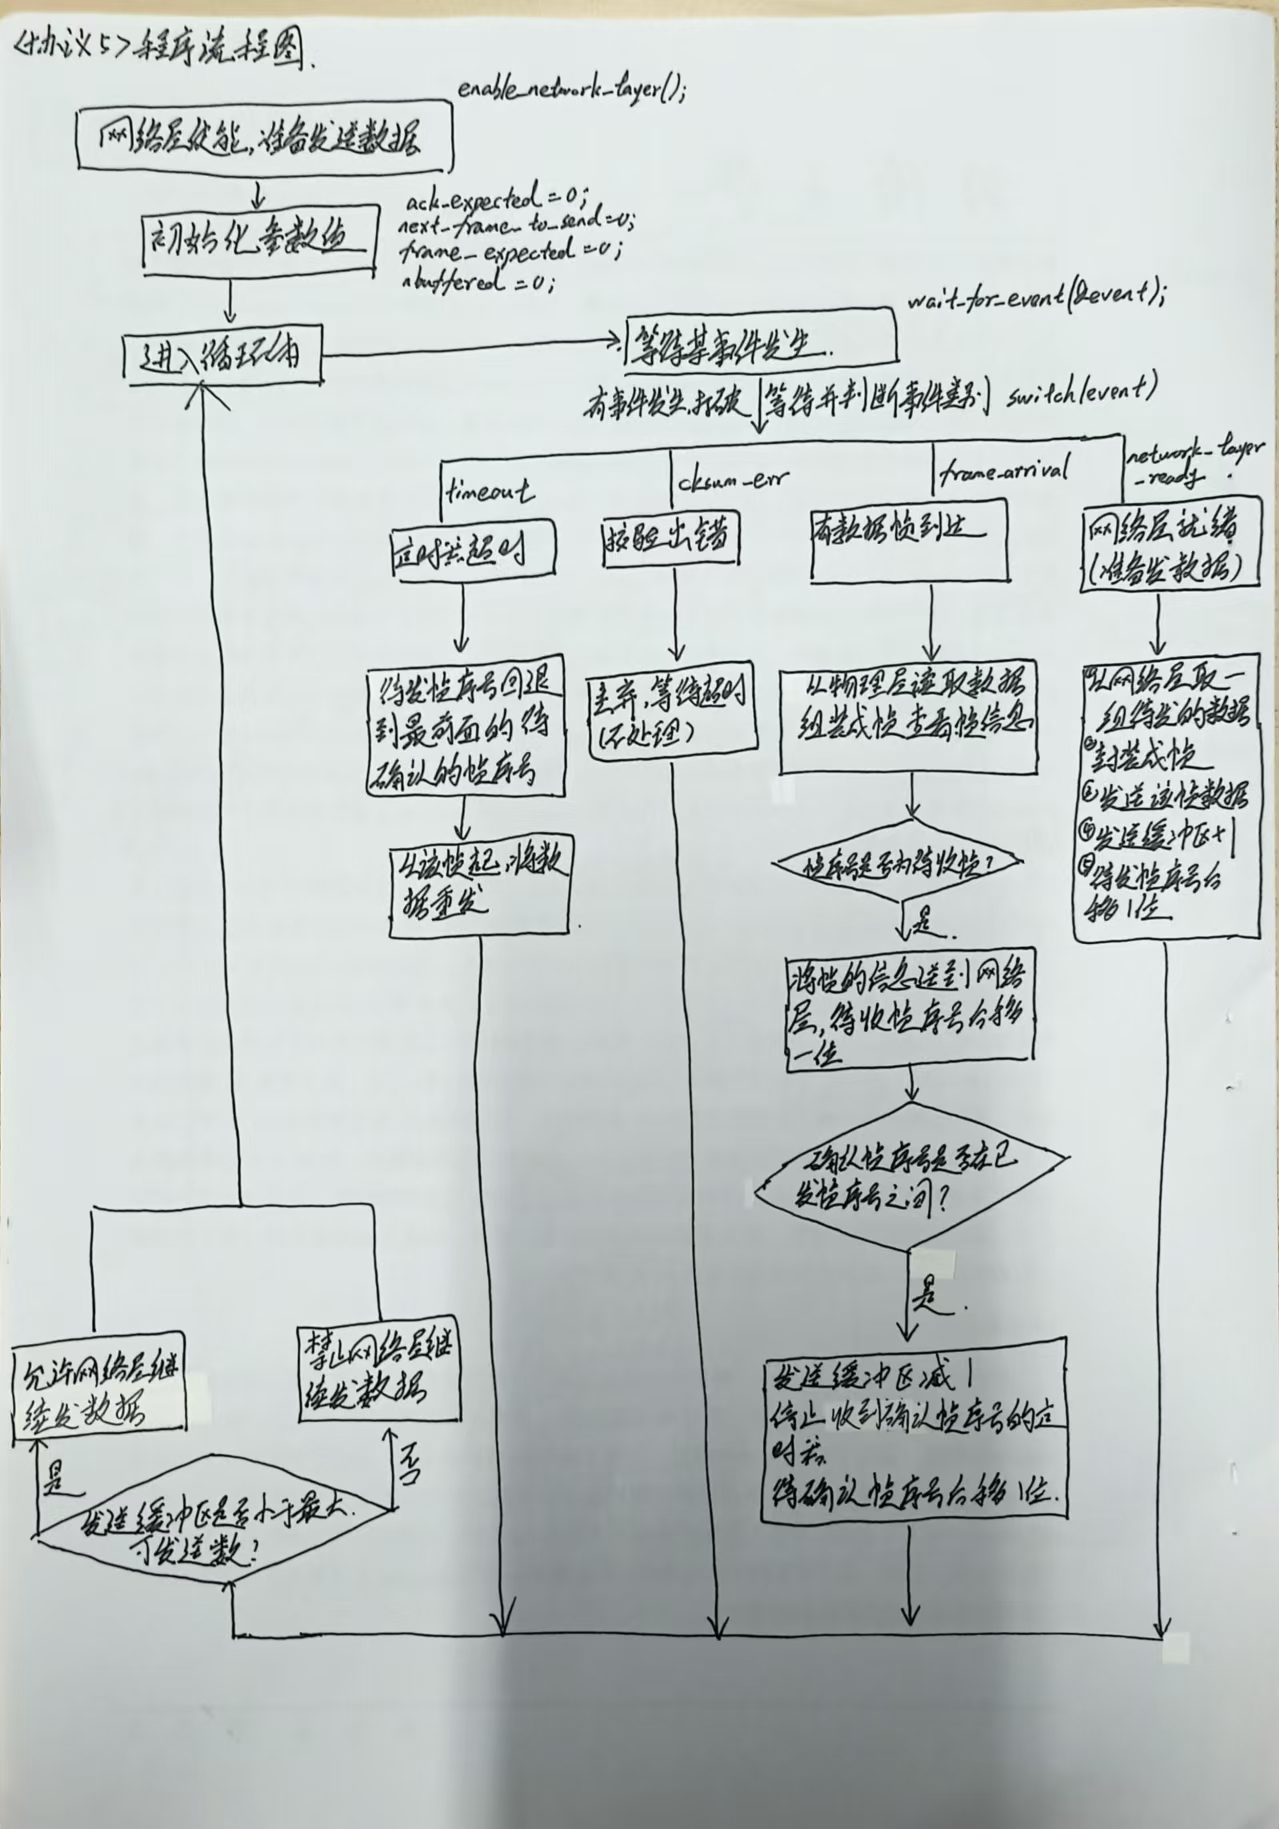 <协议5>程序流程图.
enable_network_layer();
网络层使能,准备发送数据
ack_expected=0;
next_frame_to_send=0;
frame_expected=0;
nbuffered=0;
初始化参数值
进入循环体
wait_for_event(&event);
等待某事件发生.
有事件发生,打破等待并判断事件类别 switch(event)
timeout
cksum_err
frame_arrival
network_layer
_ready.
定时器超时
校验出错
有数据帧到达
网络层就绪
(准备发数据)
待发帧序号回退
到最前面的待
确认的帧序号
从该帧起,将数
据重发
丢弃,等待超时
(不处理)
从物理层读取数据
组装成帧查看帧信息
帧序号是否为待收帧?
是.
将帧的信息送到网络
层,待收帧序号后移
一位
确认帧序号是否在已
发帧序号之间?
是.
发送缓冲区减1
停止收到确认帧序号的定
时器.
待确认帧序号后移1位.
①从网络层取一
组待发的数据
②封装成帧
③发送该帧数据
④发送缓冲区+1
⑤待发帧序号后
移1位
允许网络层继
续发数据
禁止网络层继
续发数据
是
否
发送缓冲区是否小于最大
可发送数?